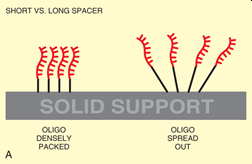 SHORT VS. LONG SPACER
SOLID SUPPORT
OLIGO
DENSELY
PACKED
OLIGO
SPREAD
OUT
A